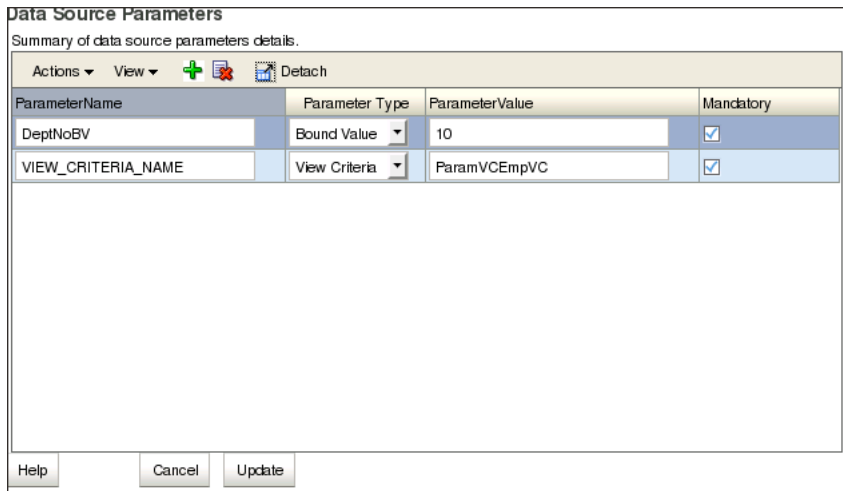 Data Source Parameters
Summary of data source parameters details.
Actions View Detach
ParameterName Parameter Type ParameterValue Mandatory
DeptNoBV Bound Value 10
VIEW_CRITERIA_NAME View Criteria ParamVCEmpVC
Help Cancel Update